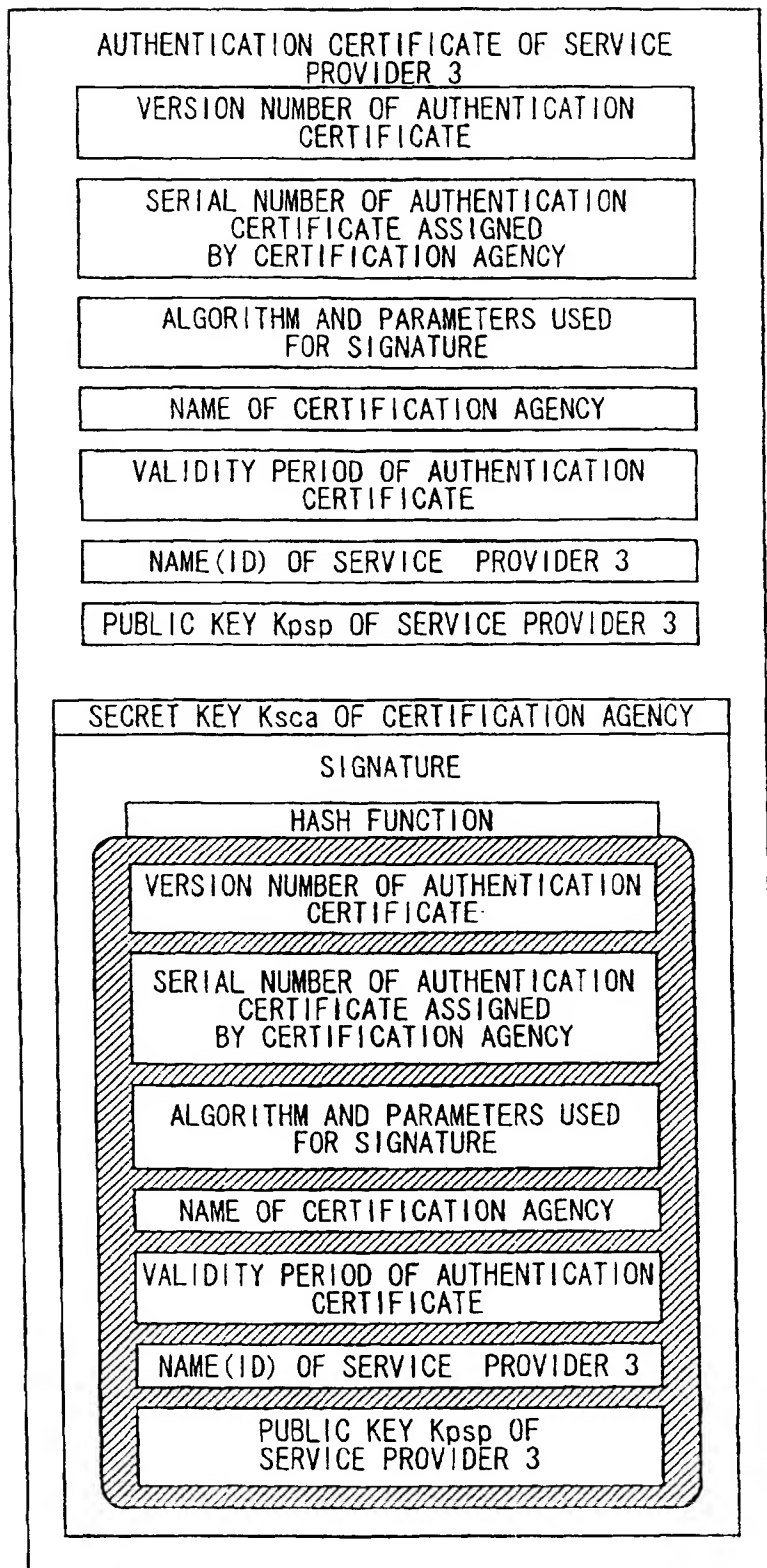 AUTHENTICATION CERTIFICATE OF SERVICE
PROVIDER 3
VERSION NUMBER OF AUTHENTICATION
CERTIFICATE
SERIAL NUMBER OF AUTHENTICATION
CERTIFICATE ASSIGNED
BY CERTIFICATION AGENCY
ALGORITHM AND PARAMETERS USED
FOR SIGNATURE
NAME OF CERTIFICATION AGENCY
VALIDITY PERIOD OF AUTHENTICATION
CERTIFICATE
NAME(ID) OF SERVICE PROVIDER 3
PUBLIC KEY Kpsp OF SERVICE PROVIDER 3
SECRET KEY Ksca OF CERTIFICATION AGENCY
SIGNATURE
HASH FUNCTION
VERSION NUMBER OF AUTHENTICATION
CERTIFICATE
SERIAL NUMBER OF AUTHENTICATION
CERTIFICATE ASSIGNED
BY CERTIFICATION AGENCY
ALGORITHM AND PARAMETERS USED
FOR SIGNATURE
NAME OF CERTIFICATION AGENCY
VALIDITY PERIOD OF AUTHENTICATION
CERTIFICATE
NAME(ID) OF SERVICE PROVIDER 3
PUBLIC KEY Kpsp OF
SERVICE PROVIDER 3